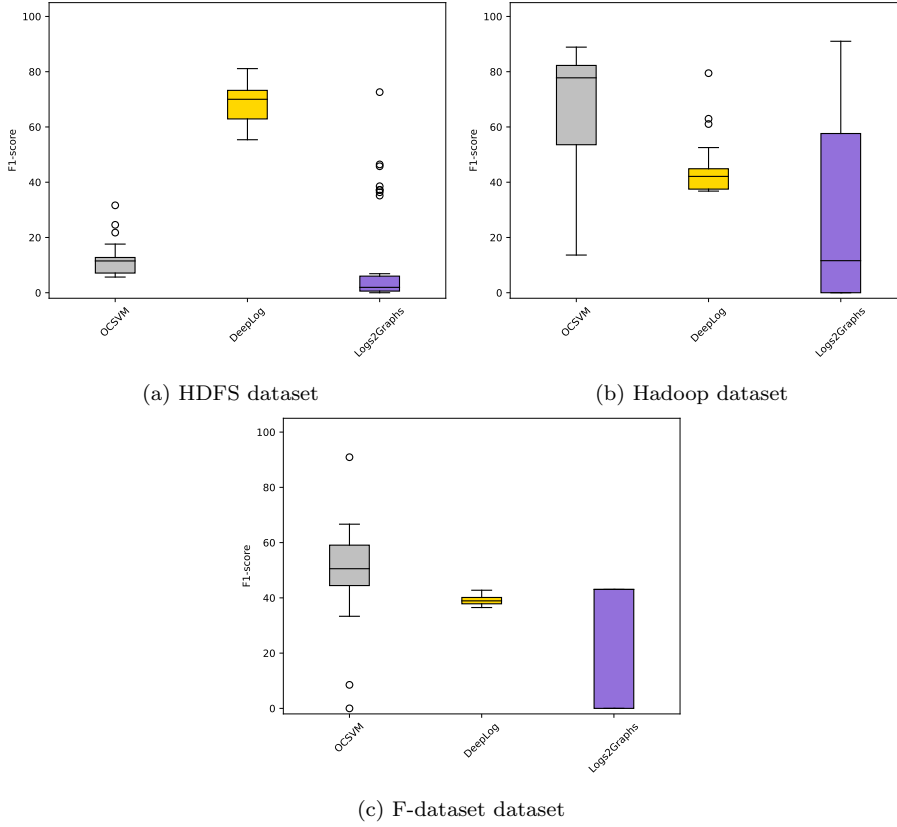 100
80
60
40
20
0
F1-score
OCSVM
DeepLog
Logs2Graphs
(a) HDFS dataset
100
80
60
40
20
0
F1-score
OCSVM
DeepLog
Logs2Graphs
(b) Hadoop dataset
100
80
60
40
20
0
F1-score
OCSVM
DeepLog
Logs2Graphs
(c) F-dataset dataset